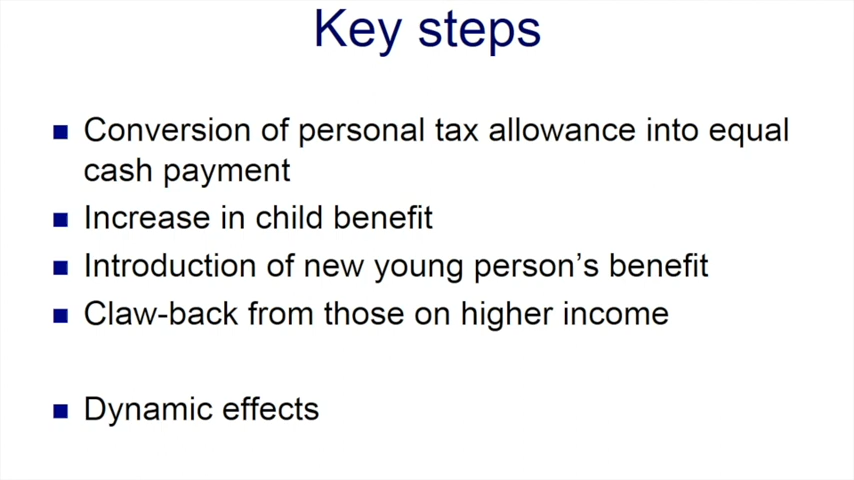 Key steps
Conversion of personal tax allowance into equal
cash payment
Increase in child benefit
Introduction of new young person's benefit
Claw-back from those on higher income
Dynamic effects